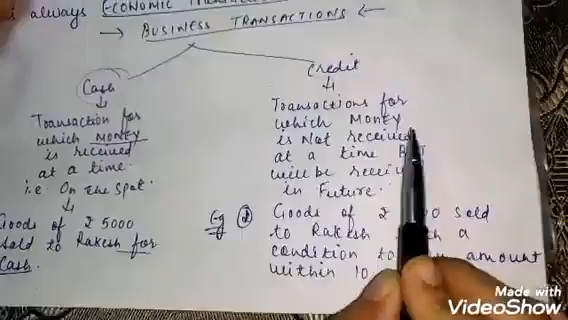 is always ECONOMIC
→ BUSINESS TRANSACTIONS ←
Cash
Transaction for
which MONEY
is received
at a time.
i.e. On the spot.
Goods of ₹ 5000
sold to Rakesh for
Cash.
Credit
Transactions for
which MONEY
is Not received
at a time
will be
in Future.
Eg
Goods of ₹ sold
to Rakesh a
condition to amount
within 10
Made with
VideoShow